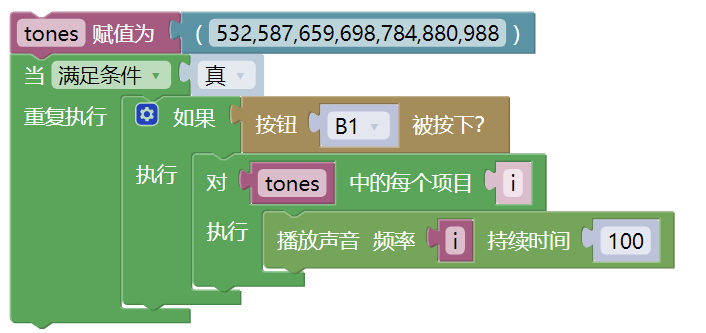 tones 赋值为 ( 532,587,659,698,784,880,988 )
当 满足条件 真
重复执行 如果 按钮 B1 被按下?
执行 对 tones 中的每个项目 i
执行 播放声音 频率 i 持续时间 100